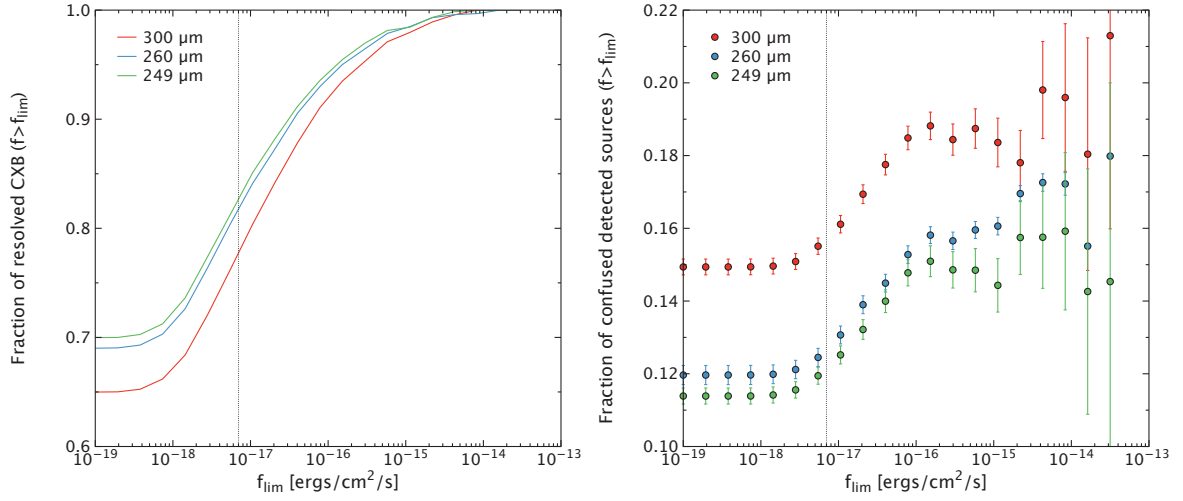 Fraction of resolved CXB (f>f_lim)
1.0
0.9
0.8
0.7
0.6
300 μm
260 μm
249 μm
10⁻¹⁹ 10⁻¹⁸ 10⁻¹⁷ 10⁻¹⁶ 10⁻¹⁵ 10⁻¹⁴ 10⁻¹³
f_lim [ergs/cm²/s]
Fraction of confused detected sources (f>f_lim)
0.22
0.20
0.18
0.16
0.14
0.12
0.10
300 μm
260 μm
249 μm
10⁻¹⁹ 10⁻¹⁸ 10⁻¹⁷ 10⁻¹⁶ 10⁻¹⁵ 10⁻¹⁴ 10⁻¹³
f_lim [ergs/cm²/s]